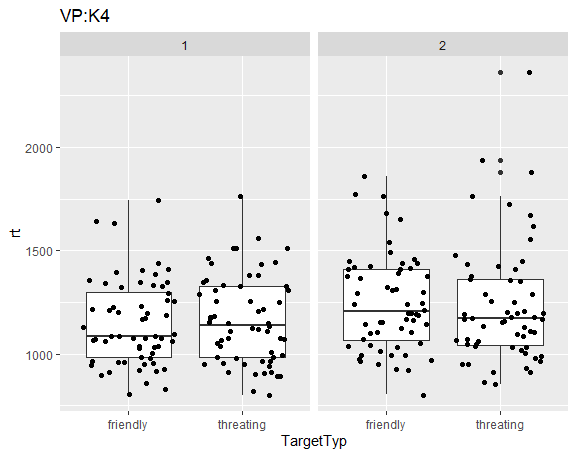 VP:K4
1 2
rt
2000
1500
1000
friendly threating friendly threating
TargetTyp